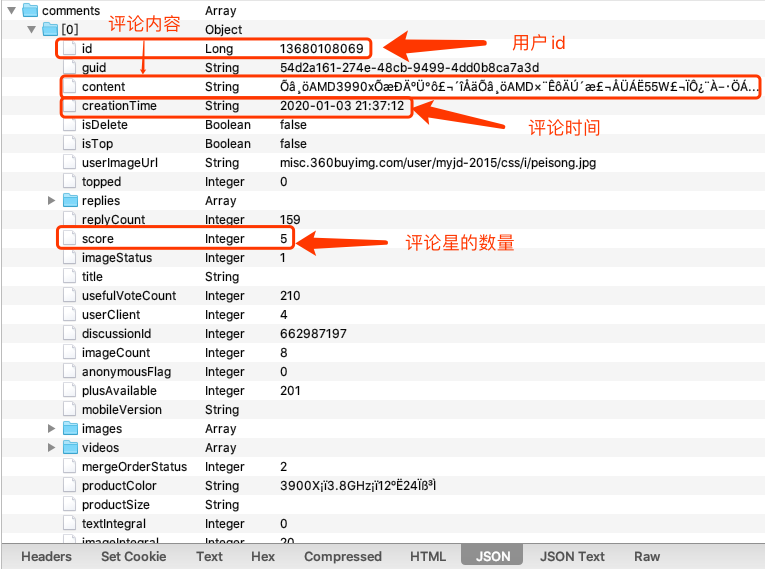 comments Array
[0] Object
评论内容
id Long 13680108069
用户id
guid String 54d2a161-274e-48cb-9499-4dd0b8ca7a3d
content String Õâ¸öAMD3990xÕæÐÄºÜ°ô£¬´îÅäÕâ¸öAMD×¨ÊôÄÚ´æ£¬ÅÜÁË55W£¬ÏÔ¿¨À-·ÖÁ...
creationTime String 2020-01-03 21:37:12
评论时间
isDelete Boolean false
isTop Boolean false
userImageUrl String misc.360buyimg.com/user/myjd-2015/css/i/peisong.jpg
topped Integer 0
replies Array
replyCount Integer 159
score Integer 5
评论星的数量
imageStatus Integer 1
title String
usefulVoteCount Integer 210
userClient Integer 4
discussionId Integer 662987197
imageCount Integer 8
anonymousFlag Integer 0
plusAvailable Integer 201
mobileVersion String
images Array
videos Array
mergeOrderStatus Integer 2
productColor String 3900X¡ï3.8GHz¡ï12ºË24Ïß³Ì
productSize String
textIntegral Integer 0
imageIntegral Integer 20
Headers Set Cookie Text Hex Compressed HTML JSON JSON Text Raw